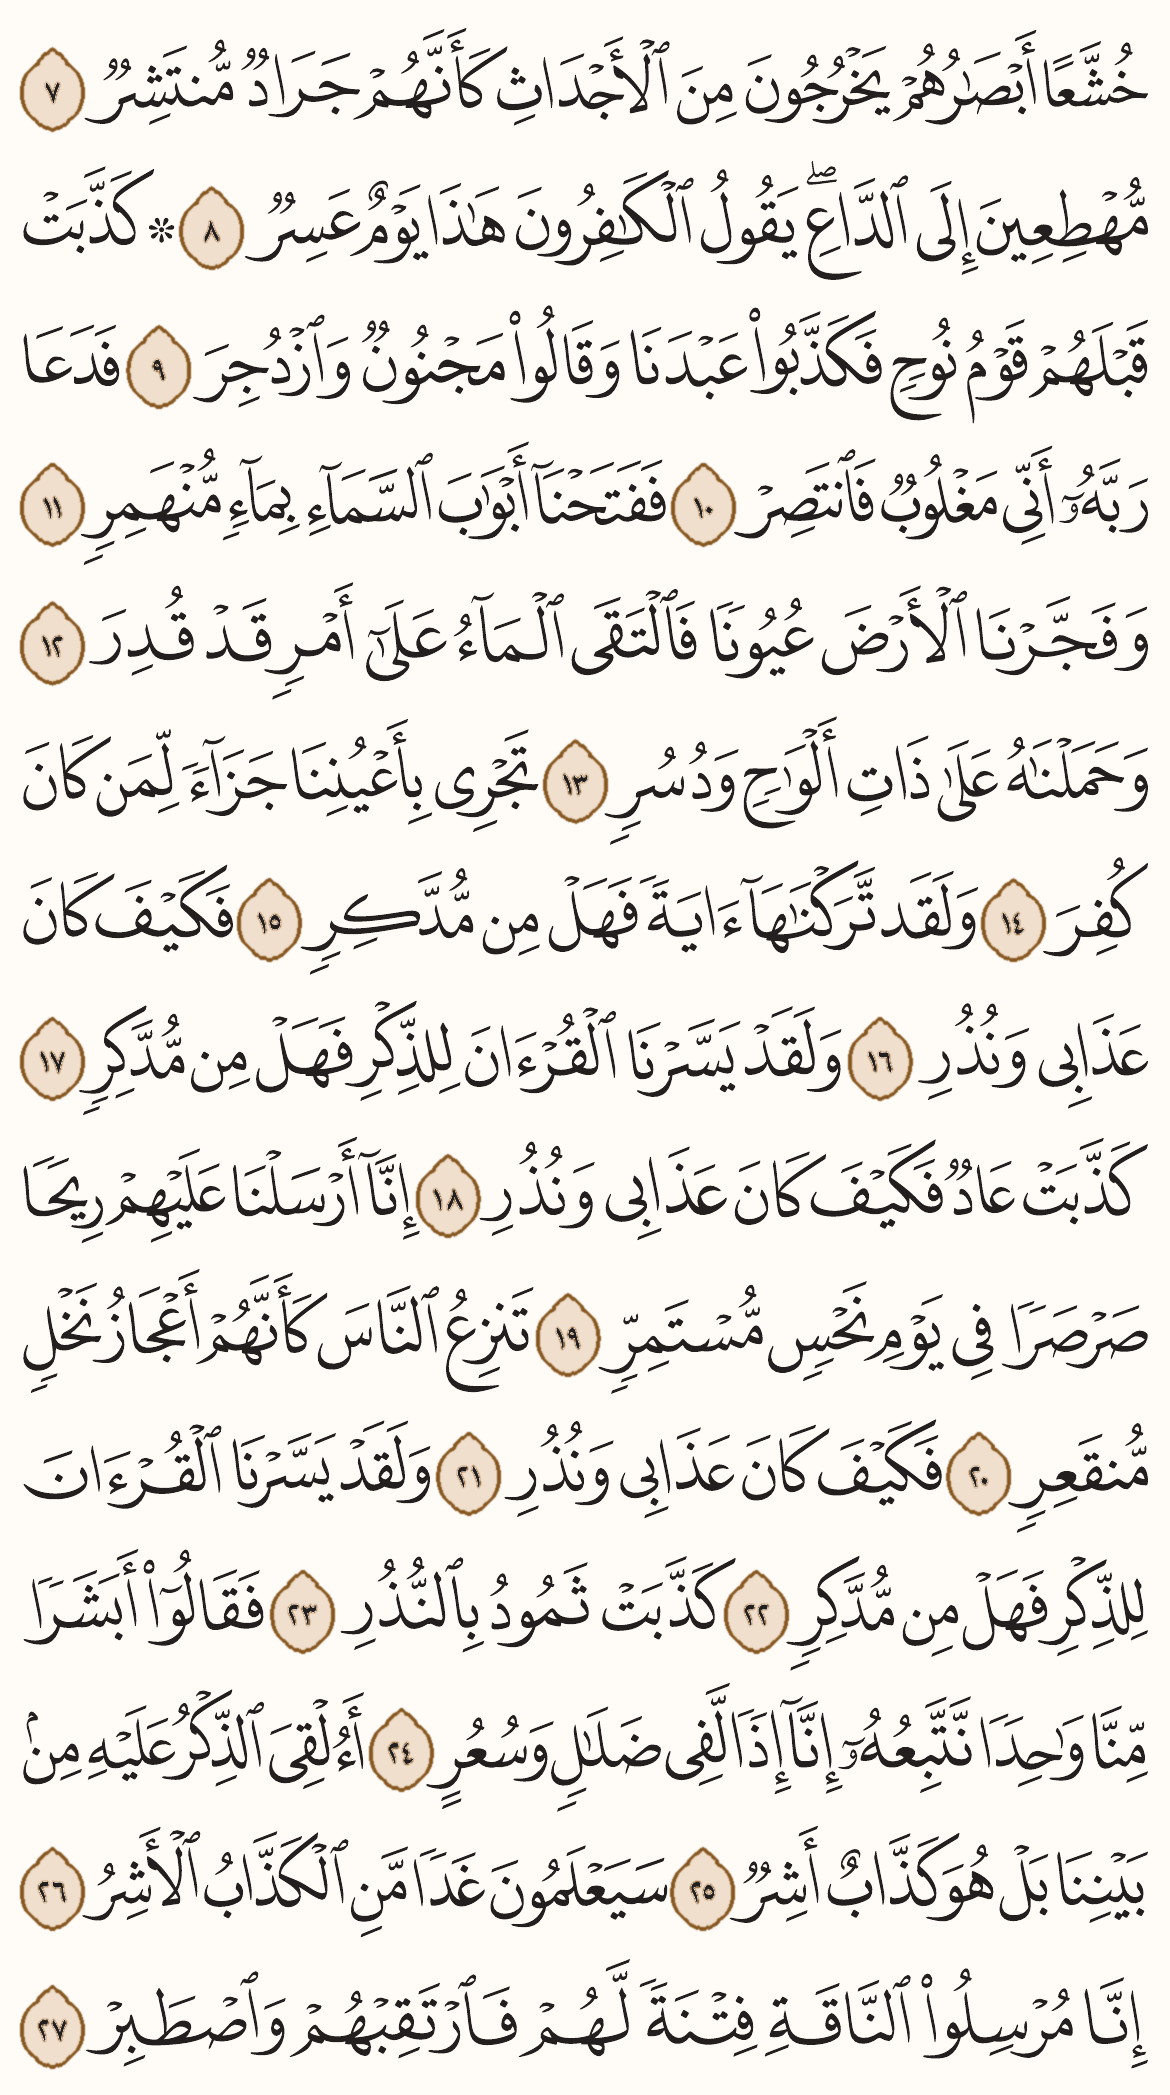 خُشَّعًا أَبْصَٰرُهُمْ يَخْرُجُونَ مِنَ ٱلْأَجْدَاثِ كَأَنَّهُمْ جَرَادٌ مُّنتَشِرٌ ٧
مُّهْطِعِينَ إِلَى ٱلدَّاعِ ۖ يَقُولُ ٱلْكَٰفِرُونَ هَٰذَا يَوْمٌ عَسِرٌ ٨ * كَذَّبَتْ
قَبْلَهُمْ قَوْمُ نُوحٍ فَكَذَّبُوا۟ عَبْدَنَا وَقَالُوا۟ مَجْنُونٌ وَٱزْدُجِرَ ٩ فَدَعَا
رَبَّهُۥٓ أَنِّى مَغْلُوبٌ فَٱنتَصِرْ ١٠ فَفَتَحْنَآ أَبْوَٰبَ ٱلسَّمَآءِ بِمَآءٍ مُّنْهَمِرٍ ١١
وَفَجَّرْنَا ٱلْأَرْضَ عُيُونًا فَٱلْتَقَى ٱلْمَآءُ عَلَىٰٓ أَمْرٍ قَدْ قُدِرَ ١٢
وَحَمَلْنَٰهُ عَلَىٰ ذَاتِ أَلْوَٰحٍ وَدُسُرٍ ١٣ تَجْرِى بِأَعْيُنِنَا جَزَآءً لِّمَن كَانَ
كُفِرَ ١٤ وَلَقَد تَّرَكْنَٰهَآ ءَايَةً فَهَلْ مِن مُّدَّكِرٍ ١٥ فَكَيْفَ كَانَ
عَذَابِى وَنُذُرِ ١٦ وَلَقَدْ يَسَّرْنَا ٱلْقُرْءَانَ لِلذِّكْرِ فَهَلْ مِن مُّدَّكِرٍ ١٧
كَذَّبَتْ عَادٌ فَكَيْفَ كَانَ عَذَابِى وَنُذُرِ ١٨ إِنَّآ أَرْسَلْنَا عَلَيْهِمْ رِيحًا
صَرْصَرًا فِى يَوْمِ نَحْسٍ مُّسْتَمِرٍّ ١٩ تَنزِعُ ٱلنَّاسَ كَأَنَّهُمْ أَعْجَازُ نَخْلٍ
مُّنقَعِرٍ ٢٠ فَكَيْفَ كَانَ عَذَابِى وَنُذُرِ ٢١ وَلَقَدْ يَسَّرْنَا ٱلْقُرْءَانَ
لِلذِّكْرِ فَهَلْ مِن مُّدَّكِرٍ ٢٢ كَذَّبَتْ ثَمُودُ بِٱلنُّذُرِ ٢٣ فَقَالُوٓا۟ أَبَشَرًا
مِّنَّا وَٰحِدًا نَّتَّبِعُهُۥٓ إِنَّآ إِذًا لَّفِى ضَلَٰلٍ وَسُعُرٍ ٢٤ أَءُلْقِىَ ٱلذِّكْرُ عَلَيْهِ مِنۢ
بَيْنِنَا بَلْ هُوَ كَذَّابٌ أَشِرٌ ٢٥ سَيَعْلَمُونَ غَدًا مَّنِ ٱلْكَذَّابُ ٱلْأَشِرُ ٢٦
إِنَّا مُرْسِلُوا۟ ٱلنَّاقَةِ فِتْنَةً لَّهُمْ فَٱرْتَقِبْهُمْ وَٱصْطَبِرْ ٢٧